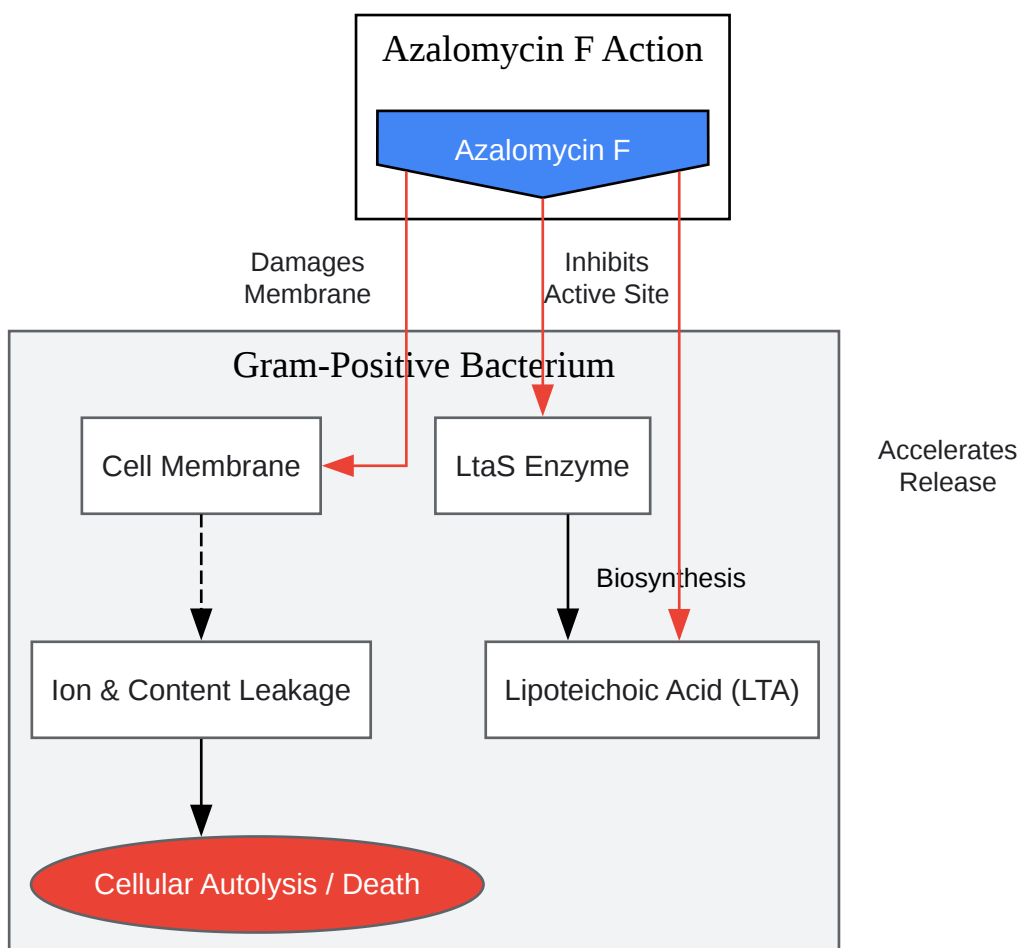 Azalomycin F Action
Azalomycin F
Damages
Membrane
Inhibits
Active Site
Gram-Positive Bacterium
Cell Membrane
LtaS Enzyme
Accelerates
Release
Biosynthesis
Ion & Content Leakage
Lipoteichoic Acid (LTA)
Cellular Autolysis / Death